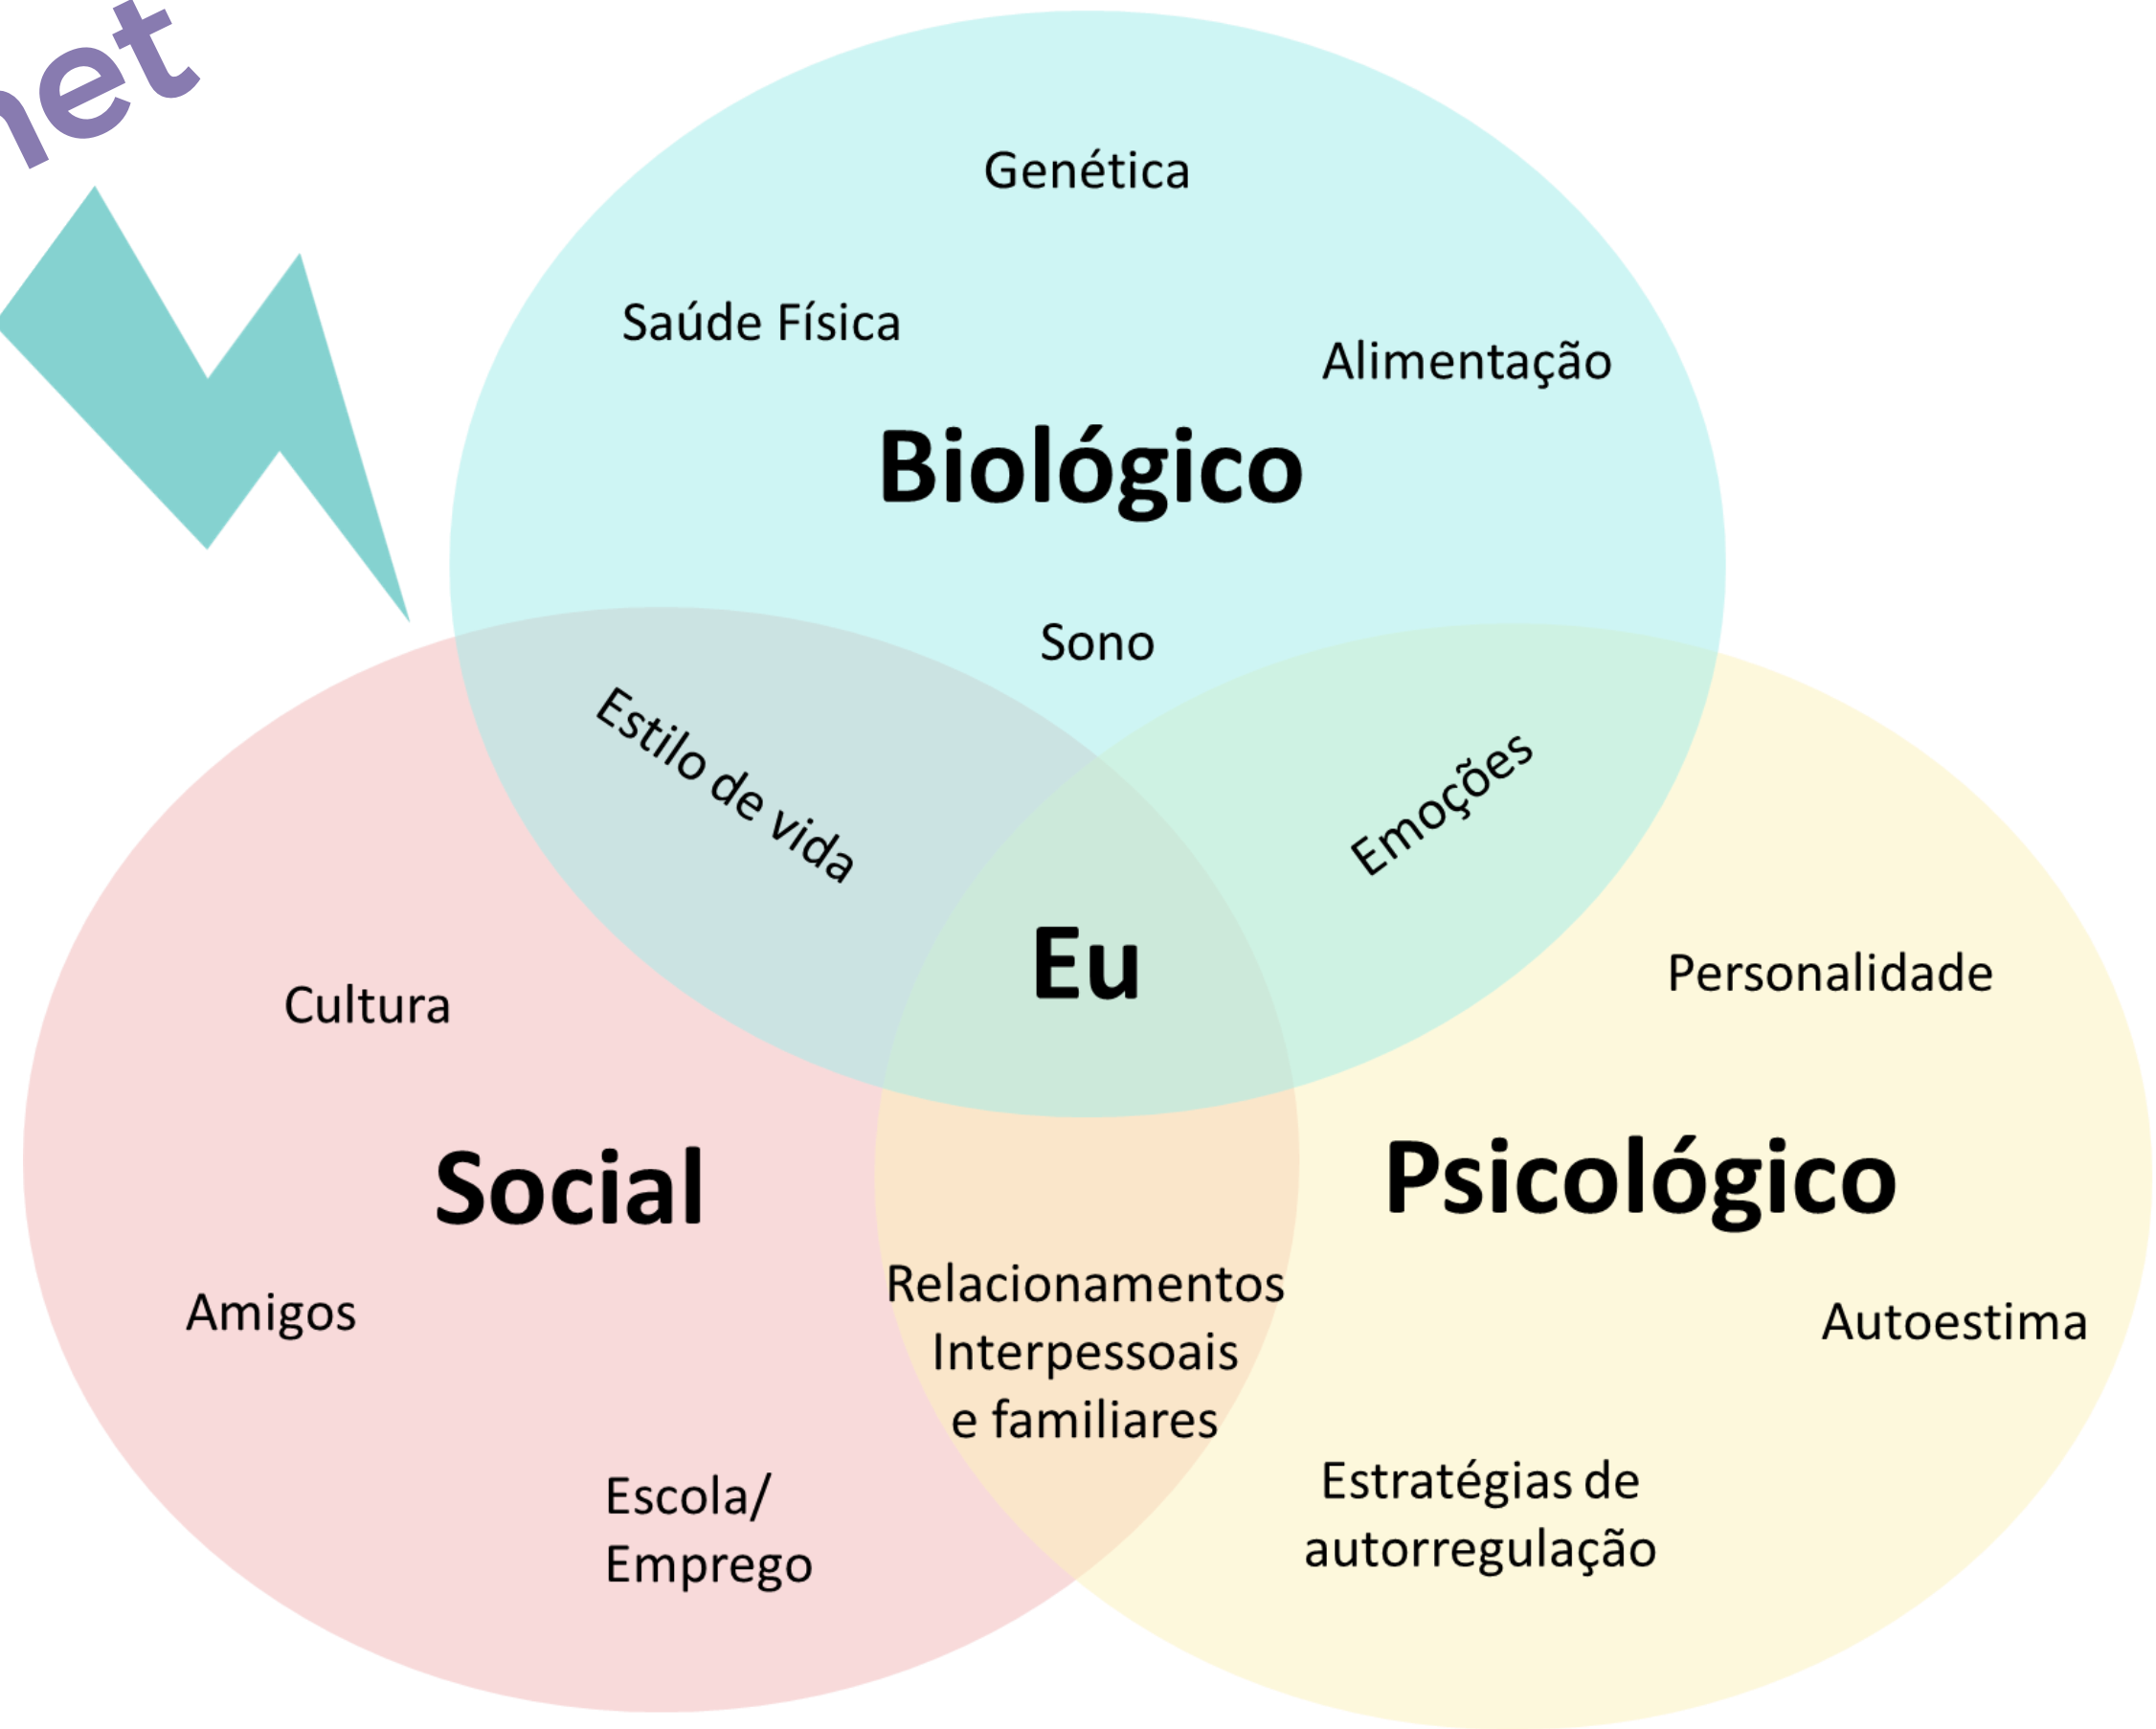 net
Genética
Saúde Física
Alimentação
Biológico
Sono
Estilo de vida
Emoções
Eu
Personalidade
Cultura
Social
Psicológico
Amigos
Relacionamentos
Interpessoais
e familiares
Autoestima
Escola/
Emprego
Estratégias de
autorregulação